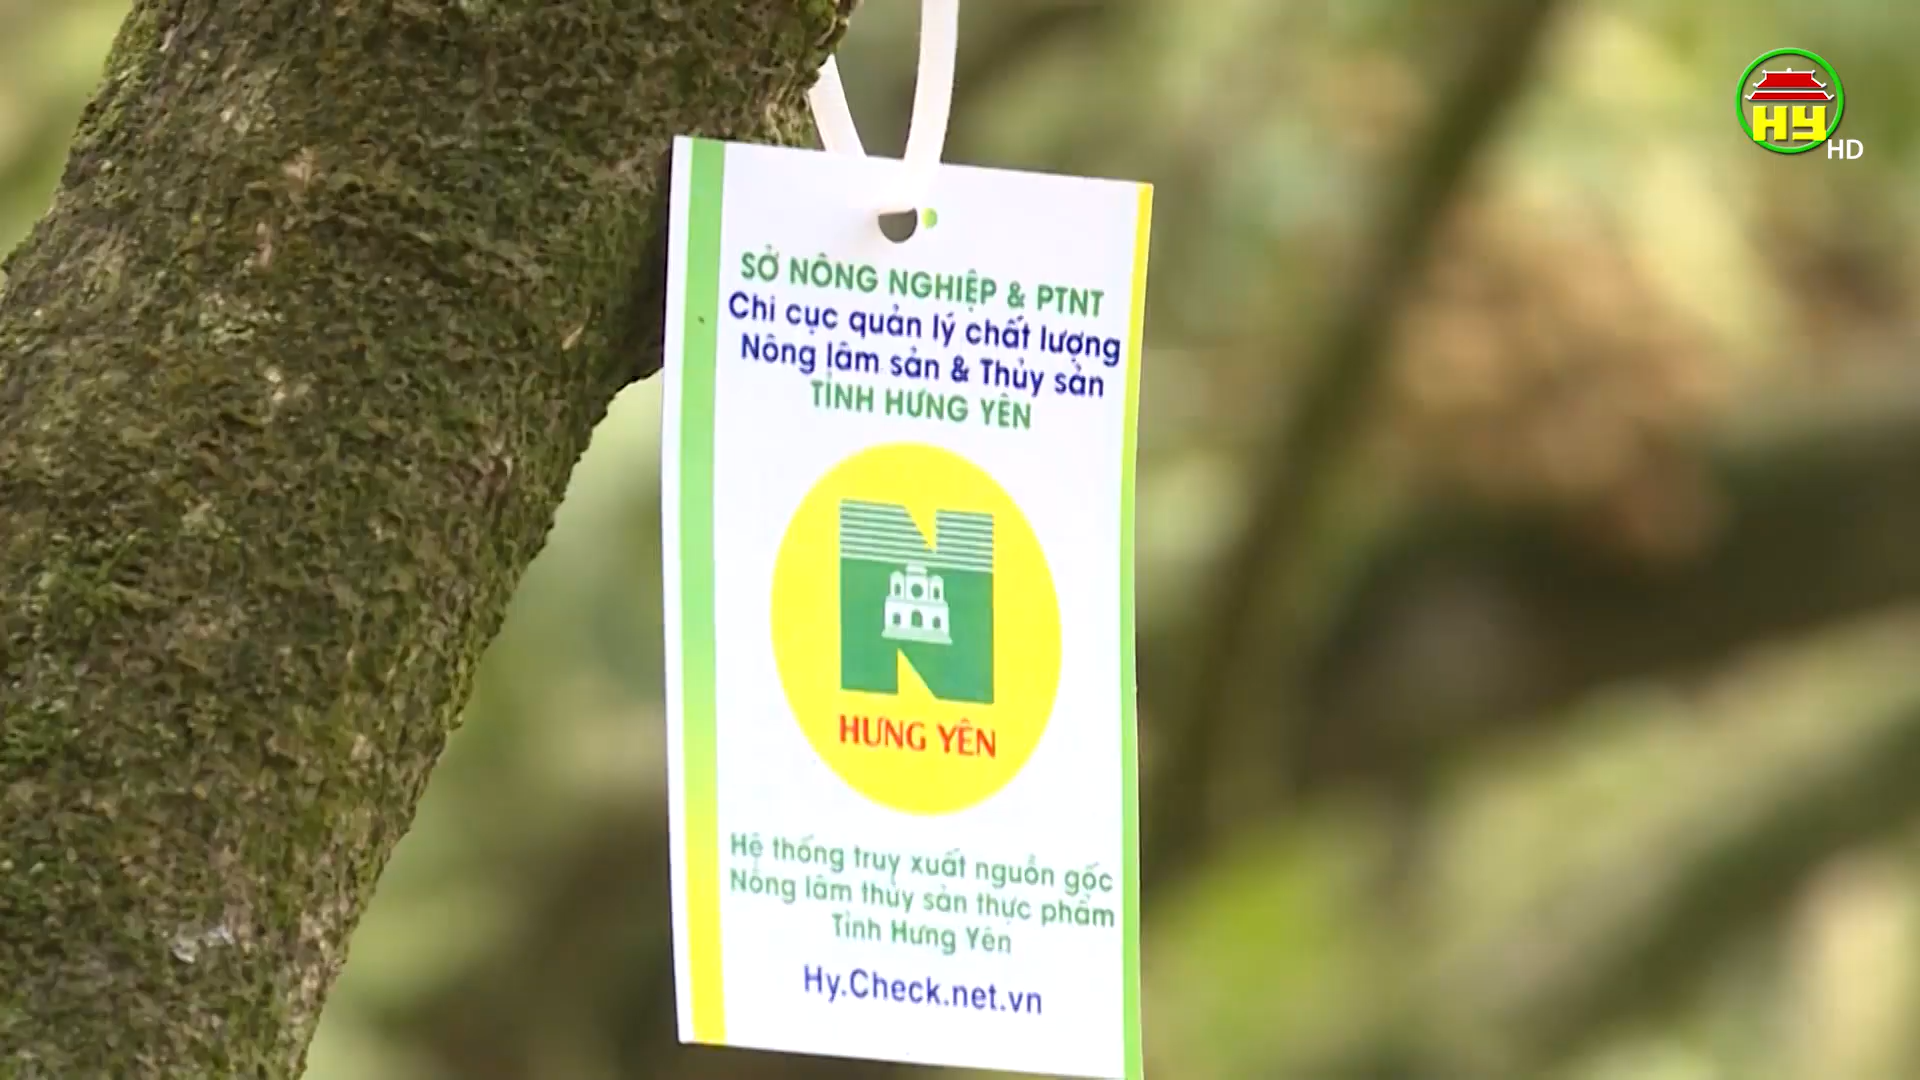 HY
HD
SỞ NÔNG NGHIỆP & PTNT
Chi cục quản lý chất lượng
Nông lâm sản & Thủy sản
TỈNH HƯNG YÊN
N
HƯNG YÊN
Hệ thống truy xuất nguồn gốc
Nông lâm thủy sản thực phẩm
Tỉnh Hưng Yên
Hy.Check.net.vn